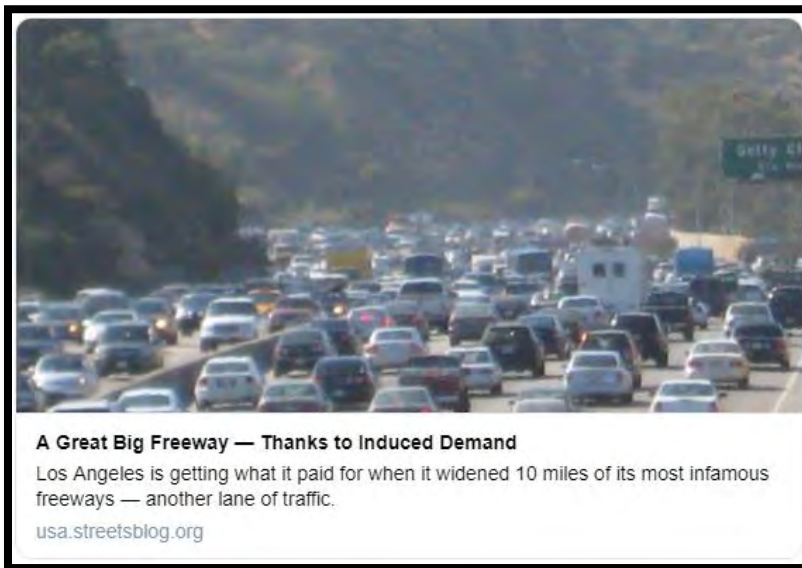 Getty
A Great Big Freeway — Thanks to Induced Demand
Los Angeles is getting what it paid for when it widened 10 miles of its most infamous
freeways — another lane of traffic.
usa.streetsblog.org